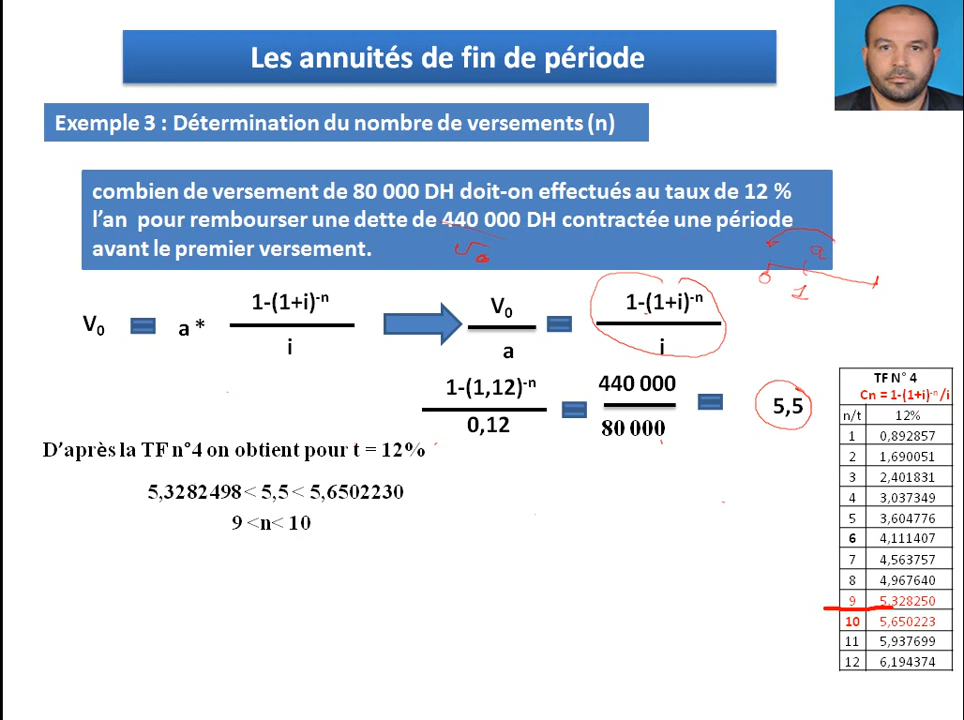 Les annuités de fin de période
Exemple 3 : Détermination du nombre de versements (n)
combien de versement de 80 000 DH doit-on effectués au taux de 12 %
l'an pour rembourser une dette de 440 000 DH contractée une période
avant le premier versement.
V0
a
0
1
V0 = a * 1-(1+i)-n / i
V0 / a = 1-(1+i)-n / i
1-(1,12)-n / 0,12 = 440 000 / 80 000 = 5,5
D'après la TF n°4 on obtient pour t = 12%
5,3282498 < 5,5 < 5,6502230
9 <n< 10
TF N° 4
Cn = 1-(1+i)-n/i
n/t 12%
1 0,892857
2 1,690051
3 2,401831
4 3,037349
5 3,604776
6 4,111407
7 4,563757
8 4,967640
9 5,328250
10 5,650223
11 5,937699
12 6,194374